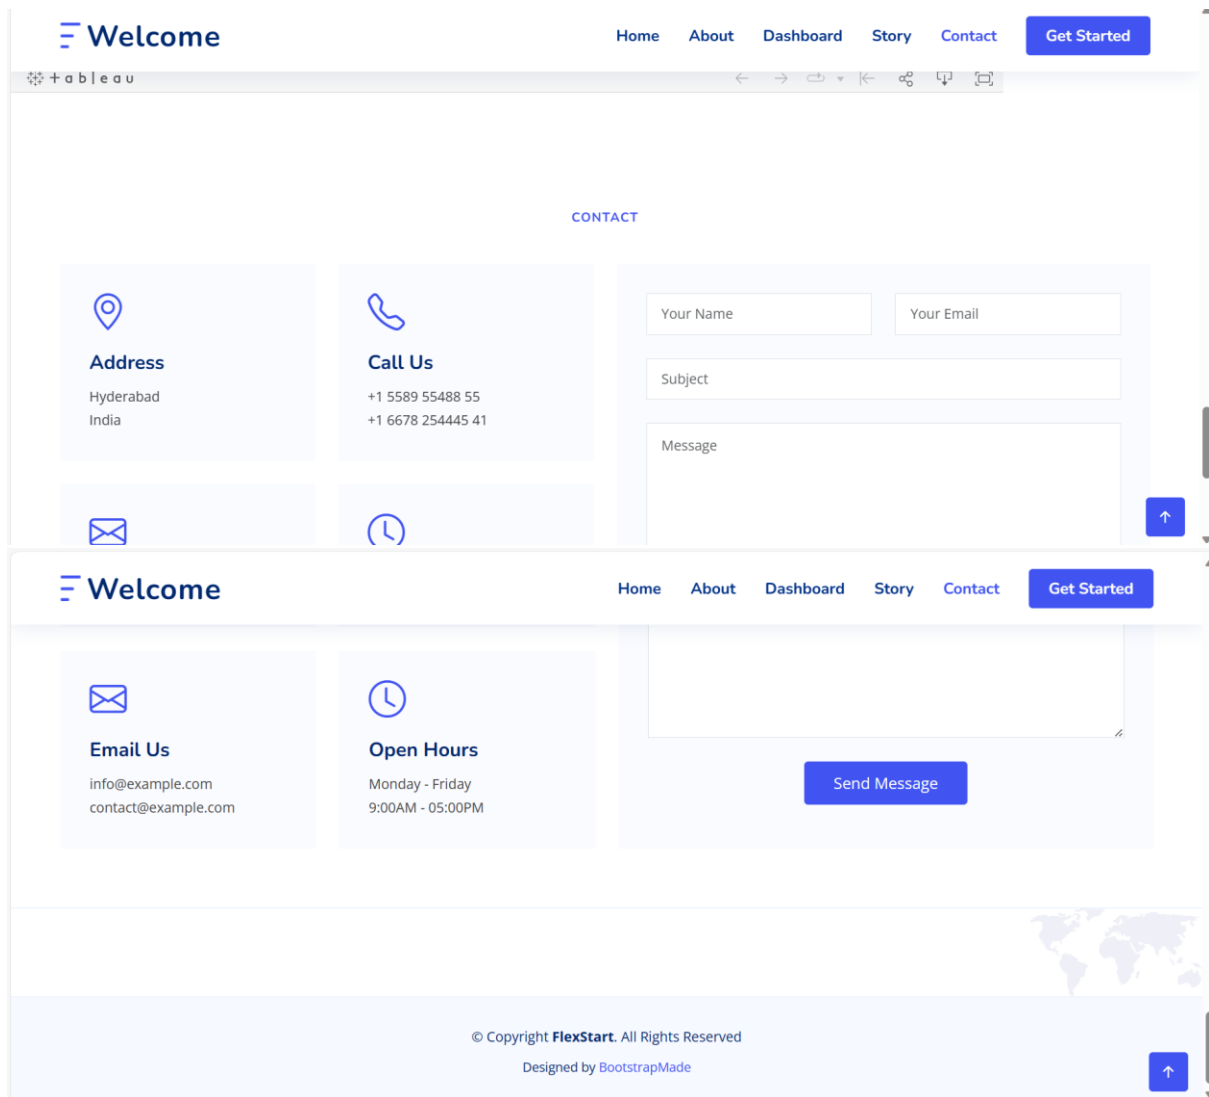 Welcome
Home About Dashboard Story Contact Get Started
+ableau
CONTACT
Address
Hyderabad
India
Call Us
+1 5589 55488 55
+1 6678 254445 41
Your Name
Your Email
Subject
Message
Welcome
Home About Dashboard Story Contact Get Started
Email Us
info@example.com
contact@example.com
Open Hours
Monday - Friday
9:00AM - 05:00PM
Send Message
© Copyright FlexStart. All Rights Reserved
Designed by BootstrapMade